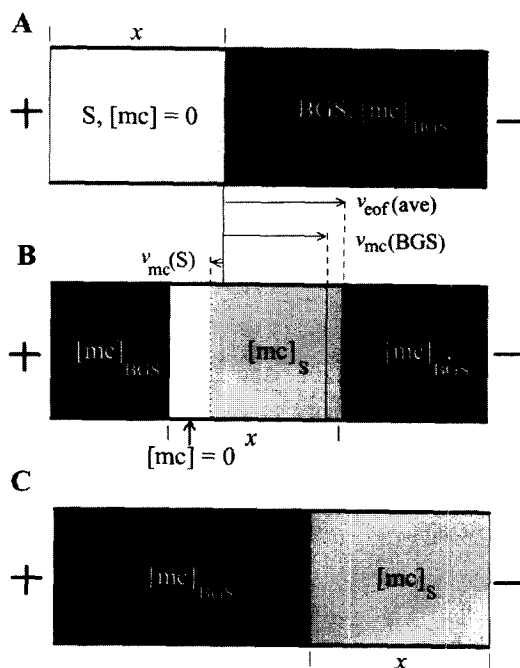 A
x
+
S, [mc] = 0
BGS, [mc]BGS
−
veof(ave)
vmc(BGS)
B
vmc(S)
+
[mc]BGS
[mc]S
[mc]BGS
−
x
[mc] = 0
C
+
[mc]BGS
[mc]S
−
x